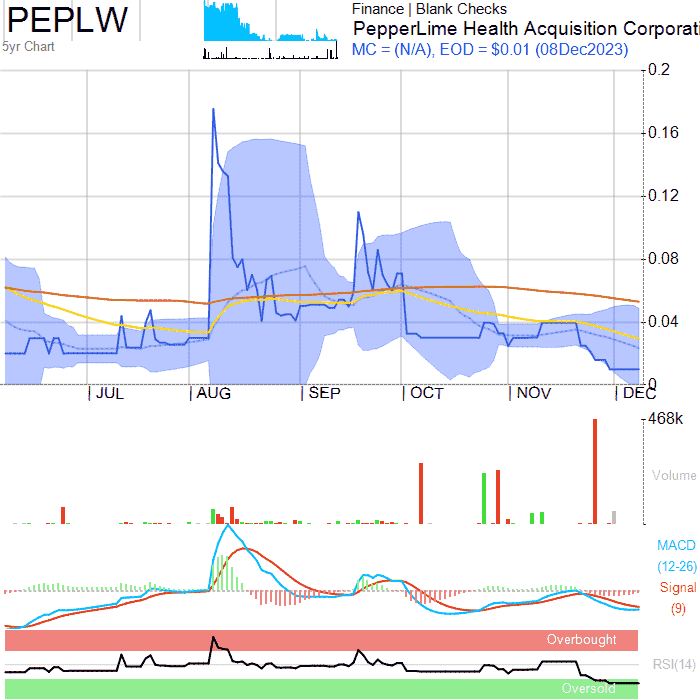 PEPLW
5yr Chart
Finance | Blank Checks
PepperLime Health Acquisition Corporati
MC = (N/A), EOD = $0.01 (08Dec2023)
0.2
0.16
0.12
0.08
0.04
0
JUL AUG SEP OCT NOV DEC
468k
Volume
MACD
(12-26)
Signal
(9)
Overbought
RSI(14)
Oversold